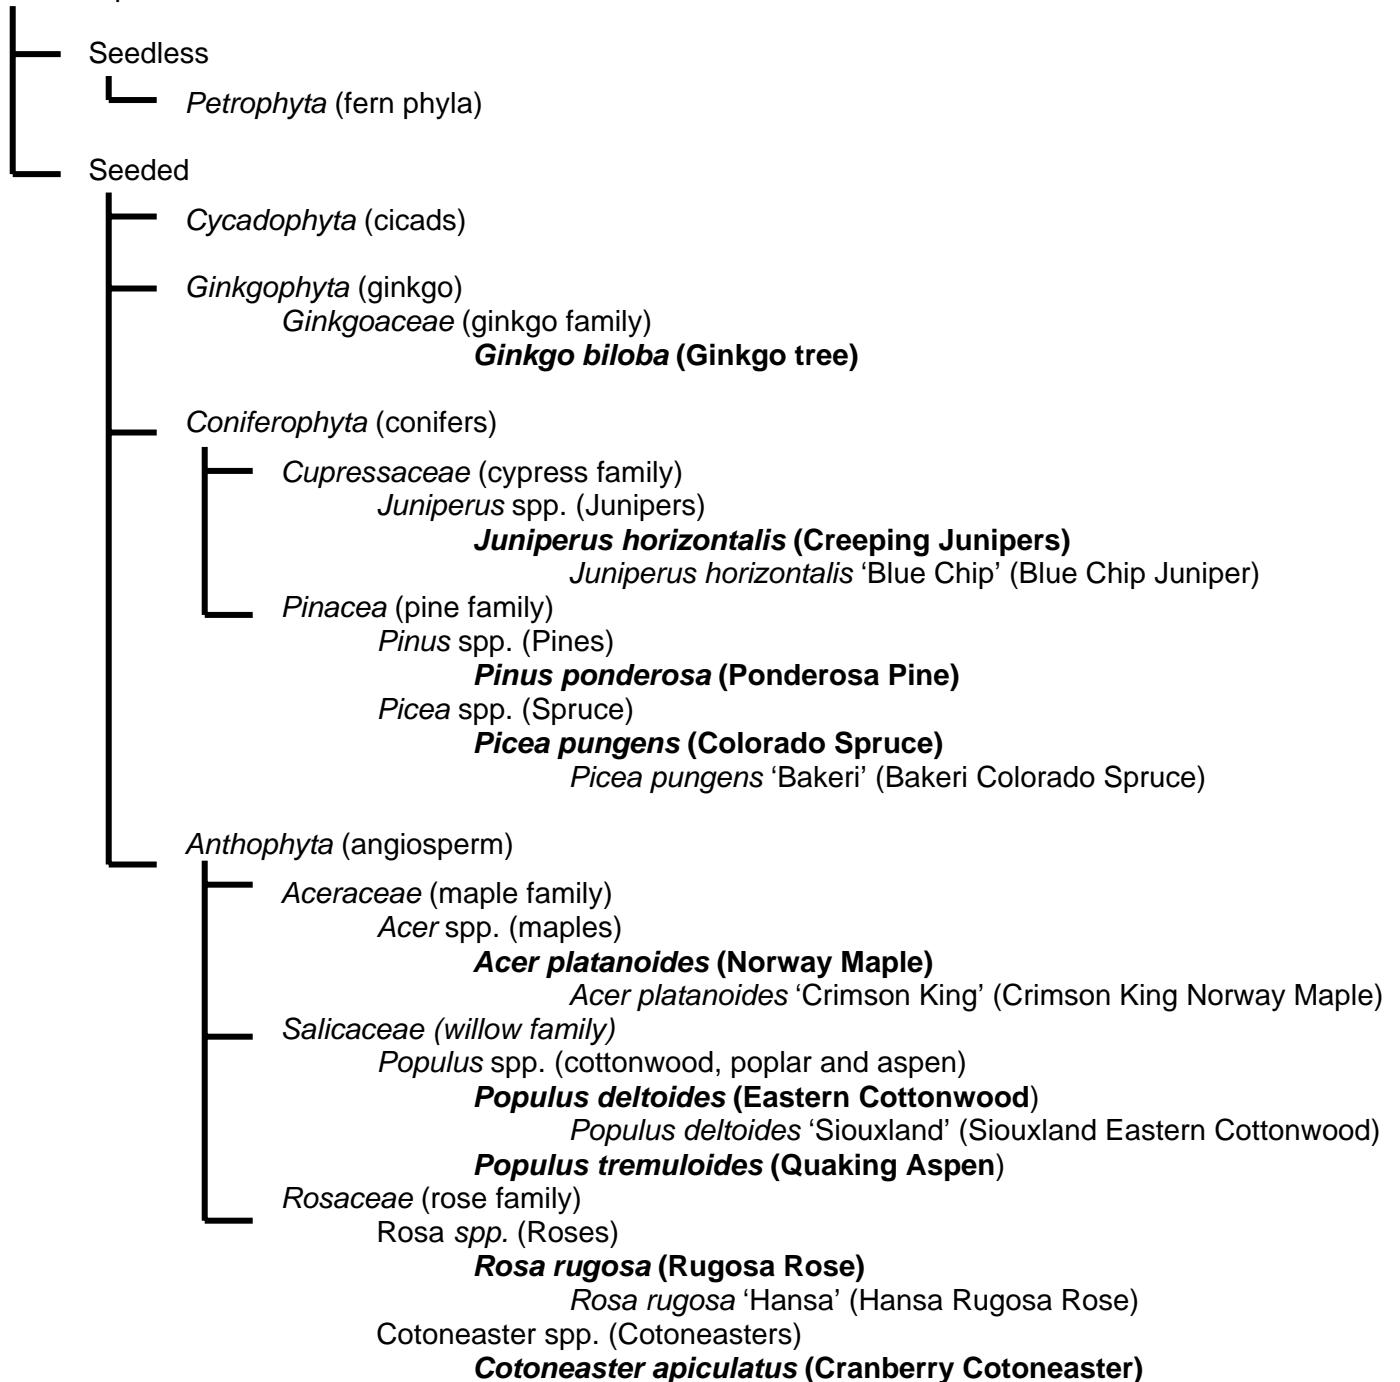 Seedless
Petrophyta (fern phyla)
Seeded
Cycadophyta (cicads)
Ginkgophyta (ginkgo)
Ginkgoaceae (ginkgo family)
Ginkgo biloba (Ginkgo tree)
Coniferophyta (conifers)
Cupressaceae (cypress family)
Juniperus spp. (Junipers)
Juniperus horizontalis (Creeping Junipers)
Juniperus horizontalis ‘Blue Chip’ (Blue Chip Juniper)
Pinacea (pine family)
Pinus spp. (Pines)
Pinus ponderosa (Ponderosa Pine)
Picea spp. (Spruce)
Picea pungens (Colorado Spruce)
Picea pungens ‘Bakeri’ (Bakeri Colorado Spruce)
Anthophyta (angiosperm)
Aceraceae (maple family)
Acer spp. (maples)
Acer platanoides (Norway Maple)
Acer platanoides ‘Crimson King’ (Crimson King Norway Maple)
Salicaceae (willow family)
Populus spp. (cottonwood, poplar and aspen)
Populus deltoides (Eastern Cottonwood)
Populus deltoides ‘Siouxland’ (Siouxland Eastern Cottonwood)
Populus tremuloides (Quaking Aspen)
Rosaceae (rose family)
Rosa spp. (Roses)
Rosa rugosa (Rugosa Rose)
Rosa rugosa ‘Hansa’ (Hansa Rugosa Rose)
Cotoneaster spp. (Cotoneasters)
Cotoneaster apiculatus (Cranberry Cotoneaster)